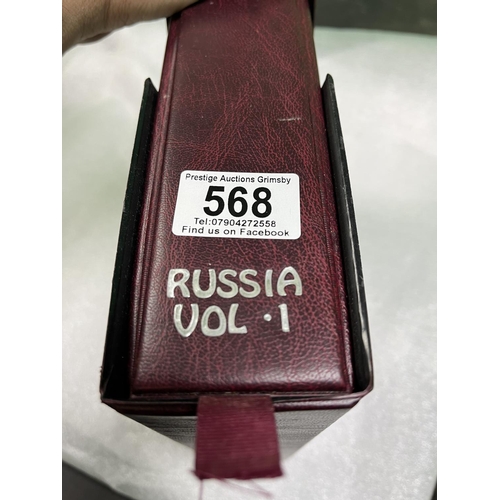 Prestige Auctions Grimsby
568
Tel:07904272558
Find us on Facebook
RUSSIA
VOL · 1